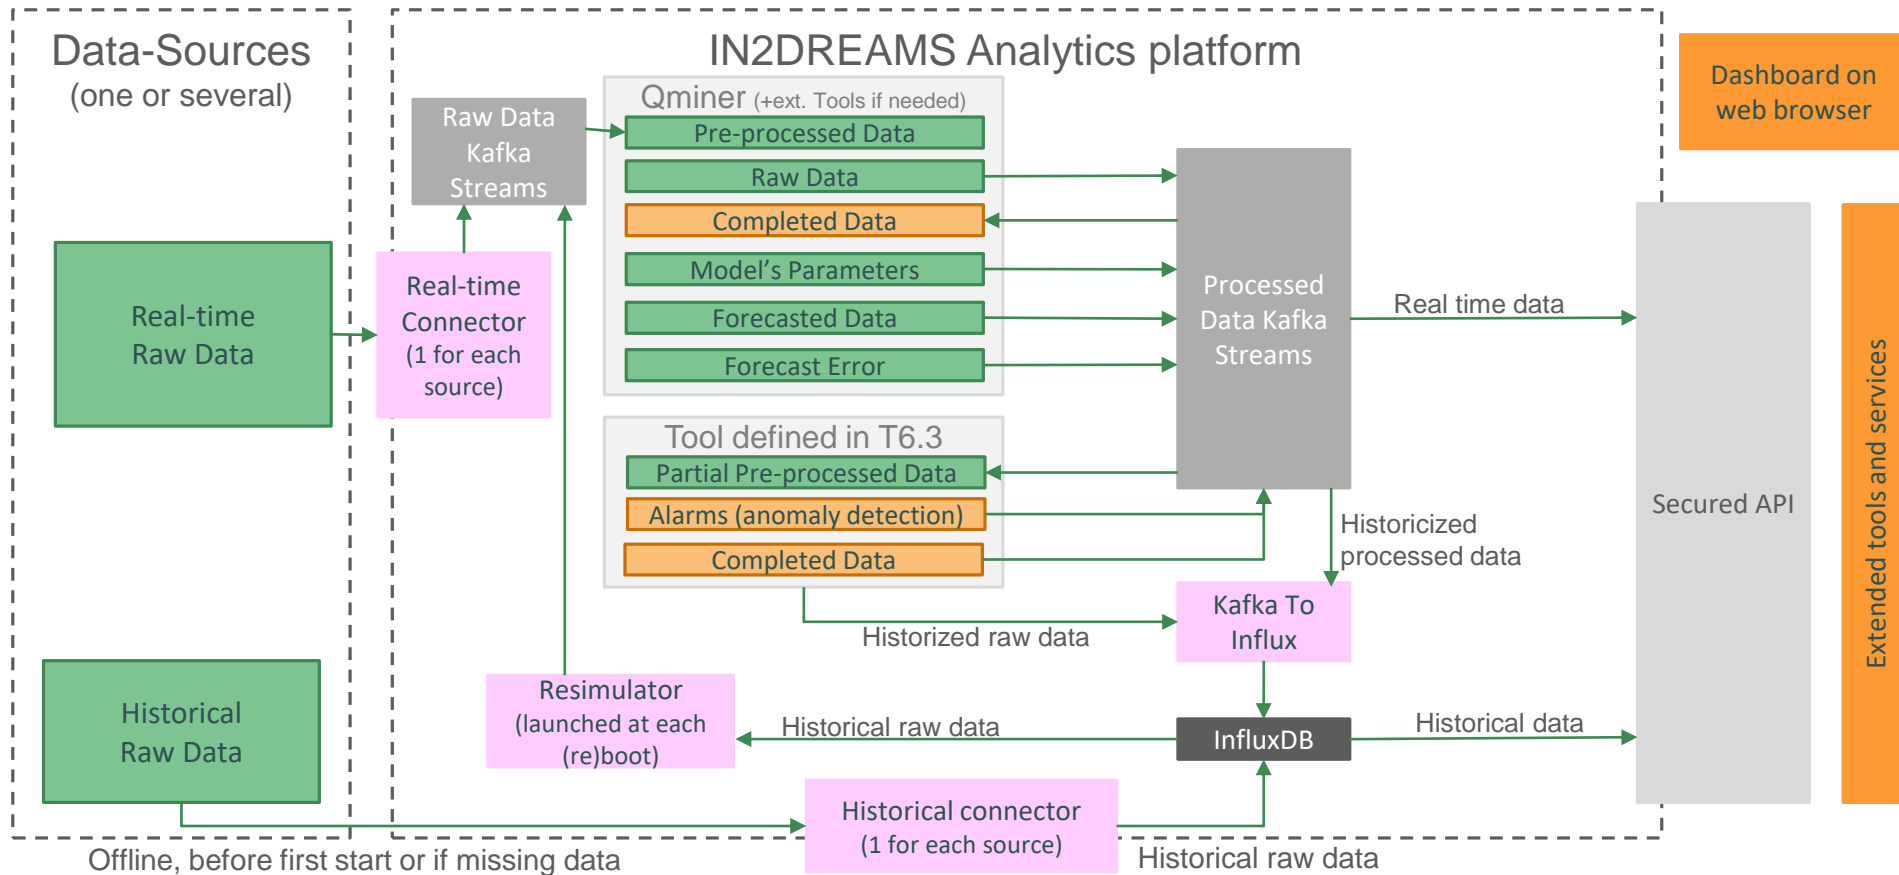 Data-Sources
(one or several)
IN2DREAMS Analytics platform
Dashboard on
web browser
Raw Data
Kafka
Streams
Qminer (+ext. Tools if needed)
Pre-processed Data
Raw Data
Completed Data
Model’s Parameters
Forecasted Data
Forecast Error
Real-time
Raw Data
Real-time
Connector
(1 for each
source)
Processed
Data Kafka
Streams
Real time data
Tool defined in T6.3
Partial Pre-processed Data
Alarms (anomaly detection)
Completed Data
Secured API
Extended tools and services
Historicized
processed data
Kafka To
Influx
Historized raw data
Historical
Raw Data
Resimulator
(launched at each
(re)boot)
Historical raw data
InfluxDB
Historical data
Historical connector
(1 for each source)
Offline, before first start or if missing data
Historical raw data